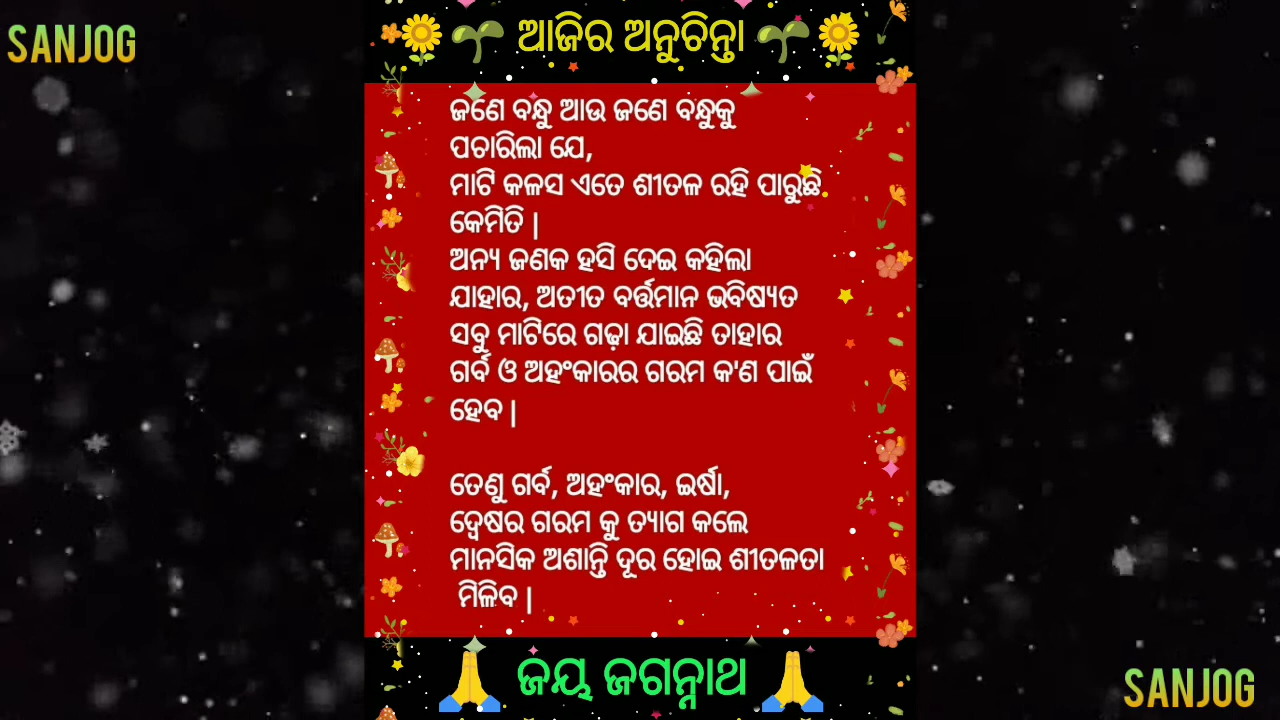 SANJOG
ଆଜିର ଅନୁଚିନ୍ତା
ଜଣେ ବନ୍ଧୁ ଆଉ ଜଣେ ବନ୍ଧୁକୁ
ପଚାରିଲା ଯେ,
ମାଟି କଳସ ଏତେ ଶୀତଳ ରହି ପାରୁଛି
କେମିତି |
ଅନ୍ୟ ଜଣକ ହସି ଦେଇ କହିଲା
ଯାହାର, ଅତୀତ ବର୍ତ୍ତମାନ ଭବିଷ୍ୟତ
ସବୁ ମାଟିରେ ଗଢ଼ା ଯାଇଛି ତାହାର
ଗର୍ବ ଓ ଅହଂକାରର ଗରମ କ'ଣ ପାଇଁ
ହେବ |
ତେଣୁ ଗର୍ବ, ଅହଂକାର, ଇର୍ଷା,
ଦ୍ଵେଷର ଗରମ କୁ ତ୍ୟାଗ କଲେ
ମାନସିକ ଅଶାନ୍ତି ଦୂର ହୋଇ ଶୀତଳତା
ମିଳିବ |
ଜୟ ଜଗନ୍ନାଥ
SANJOG